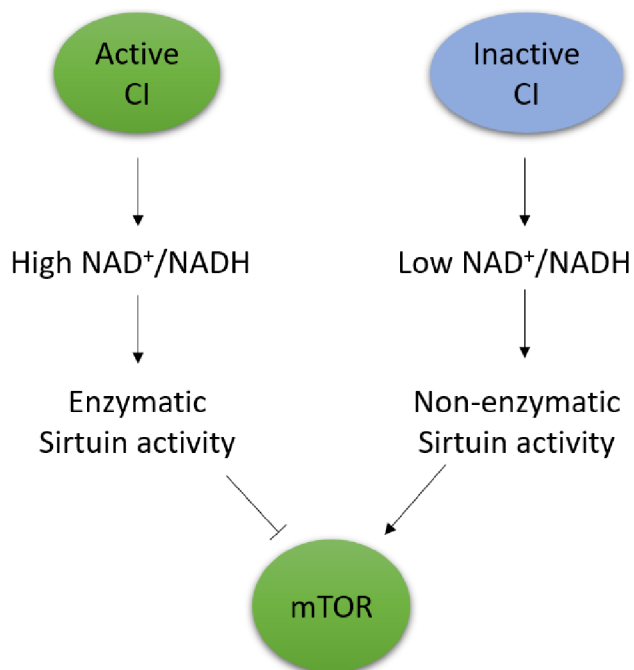 Active
CI
Inactive
CI
High NAD⁺/NADH
Low NAD⁺/NADH
Enzymatic
Sirtuin activity
Non-enzymatic
Sirtuin activity
mTOR